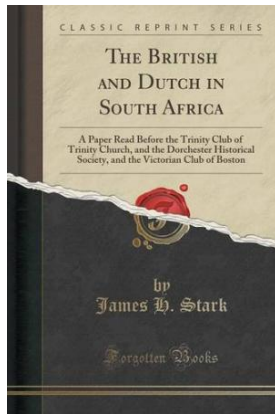 CLASSIC REPRINT SERIES
THE BRITISH
AND DUTCH IN
SOUTH AFRICA
A Paper Read Before the Trinity Club of
Trinity Church, and the Dorchester Historical
Society, and the Victorian Club of Boston
by
James H. Stark
Forgotten Books